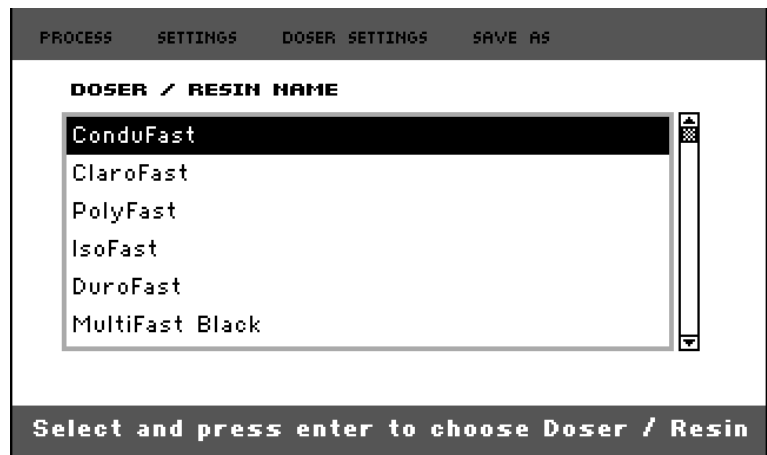 PROCESS SETTINGS DOSER SETTINGS SAVE AS
DOSER / RESIN NAME
ConduFast
ClaroFast
PolyFast
IsoFast
DuroFast
MultiFast Black
Select and press enter to choose Doser / Resin